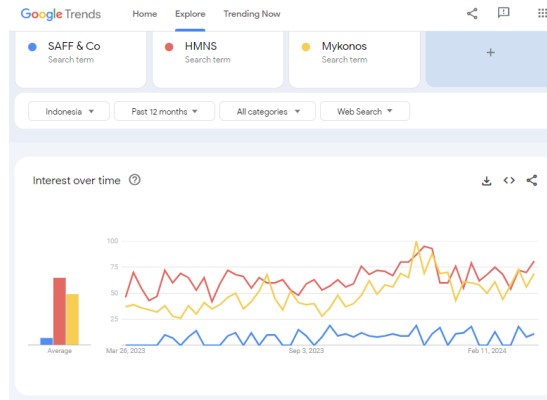 Google Trends Home Explore Trending Now
SAFF & Co HMNS Mykonos
Search term Search term Search term
+
Indonesia Past 12 months All categories Web Search
Interest over time
100
75
50
25
Average Mar 26, 2023 Sep 3, 2023 Feb 11, 2024